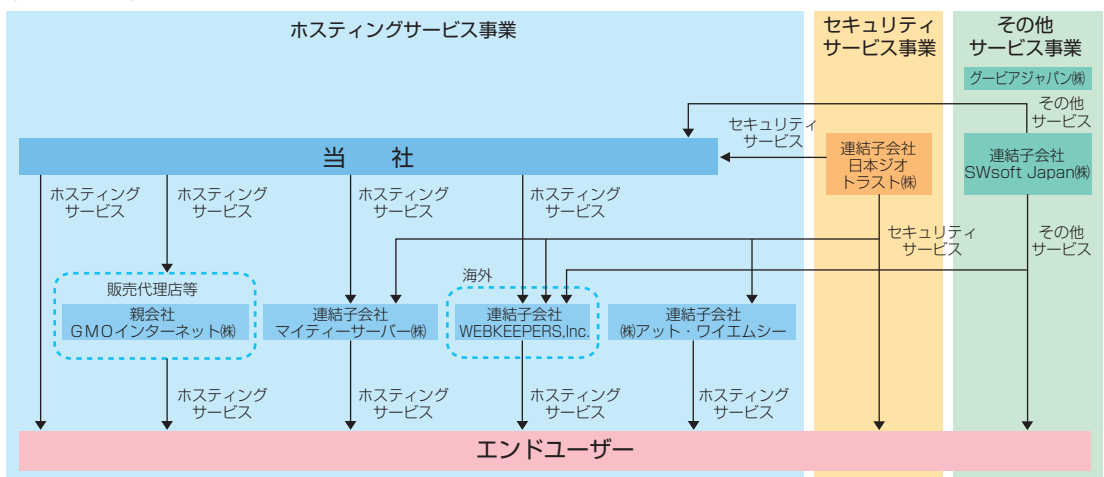 ホスティングサービス事業
セキュリティ
サービス事業
その他
サービス事業
グーピアジャパン㈱
その他
サービス
セキュリティ
サービス
当　社
連結子会社
日本ジオ
トラスト㈱
連結子会社
SWsoft Japan㈱
ホスティング
サービス
ホスティング
サービス
ホスティング
サービス
ホスティング
サービス
セキュリティ
サービス
その他
サービス
販売代理店等
海外
親会社
GMOインターネット㈱
連結子会社
マイティーサーバー㈱
連結子会社
WEBKEEPERS,Inc.
連結子会社
㈱アット・ワイエムシー
ホスティング
サービス
ホスティング
サービス
ホスティング
サービス
ホスティング
サービス
エンドユーザー